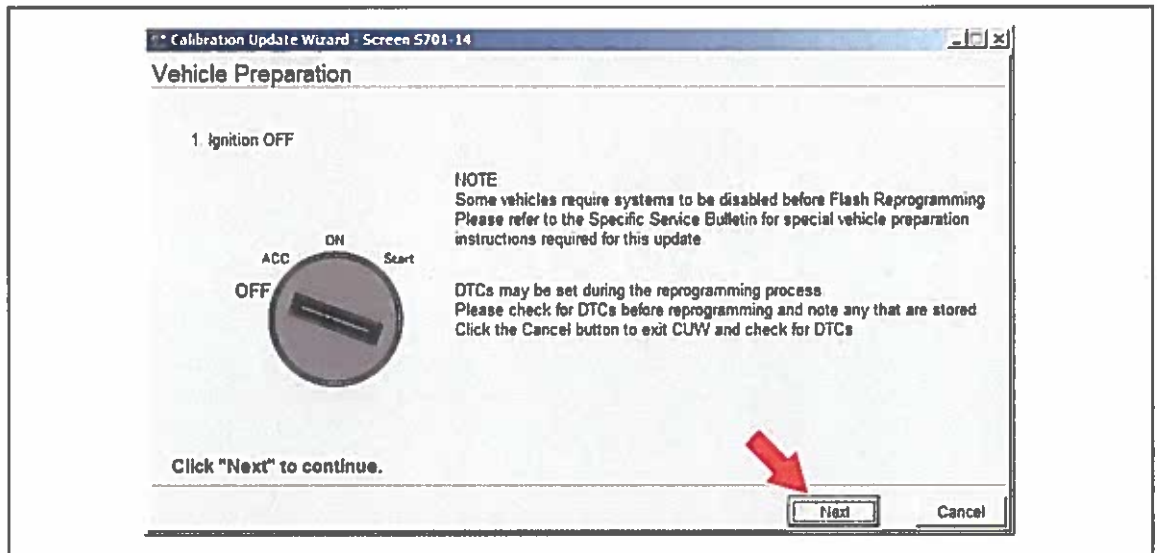 Calibration Update Wizard - Screen S701-14
Vehicle Preparation
1. Ignition OFF
NOTE
Some vehicles require systems to be disabled before Flash Reprogramming
Please refer to the Specific Service Bulletin for special vehicle preparation
instructions required for this update
ON
ACC
Start
OFF
DTCs may be set during the reprogramming process
Please check for DTCs before reprogramming and note any that are stored
Click the Cancel button to exit CUW and check for DTCs
Click "Next" to continue.
Next
Cancel